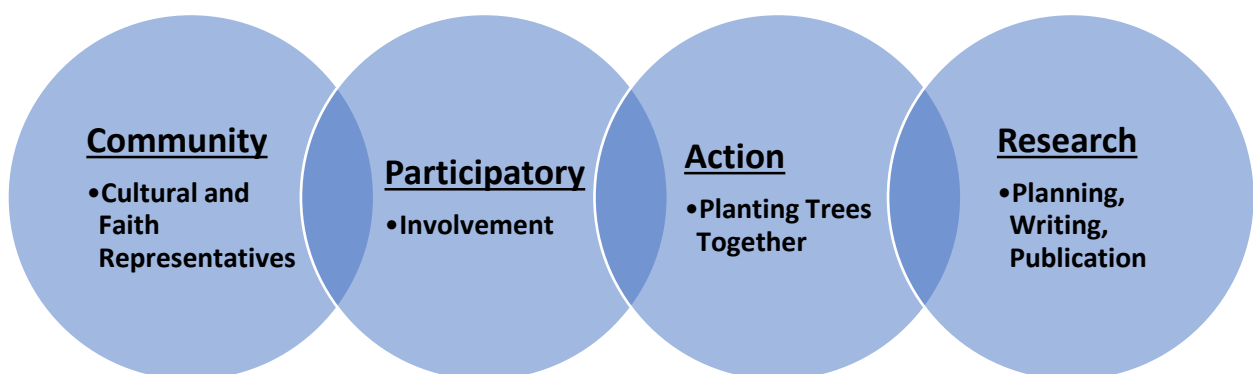 Community
•Cultural and
Faith
Representatives
Participatory
•Involvement
Action
•Planting Trees
Together
Research
•Planning,
Writing,
Publication